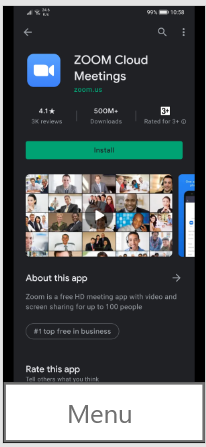 99% 10:58
ZOOM Cloud
Meetings
zoom.us
4.1★ 500M+ 3+
3K reviews Downloads Rated for 3+
Install
About this app
Zoom is a free HD meeting app with video and
screen sharing for up to 100 people
#1 top free in business
Rate this app
Tell others what you think
Menu